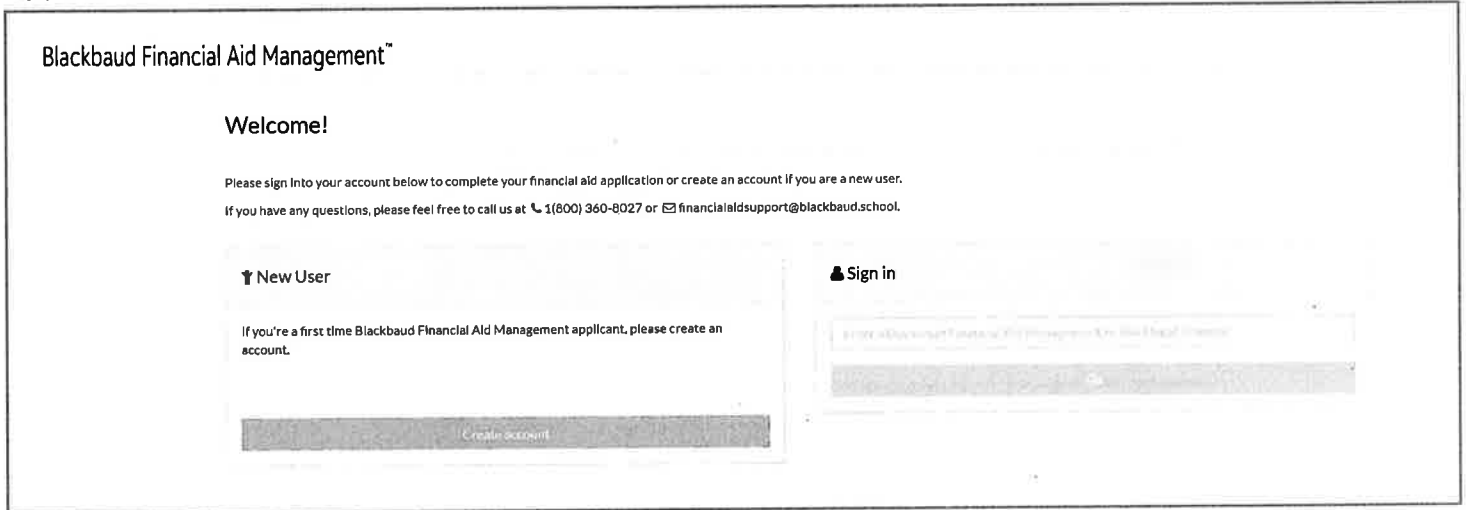 Blackbaud Financial Aid Management™
Welcome!
Please sign into your account below to complete your financial aid application or create an account if you are a new user.
If you have any questions, please feel free to call us at 1(800) 360-8027 or financialaidsupport@blackbaud.school.
New User
If you're a first time Blackbaud Financial Aid Management applicant, please create an
account.
Create account
Sign in